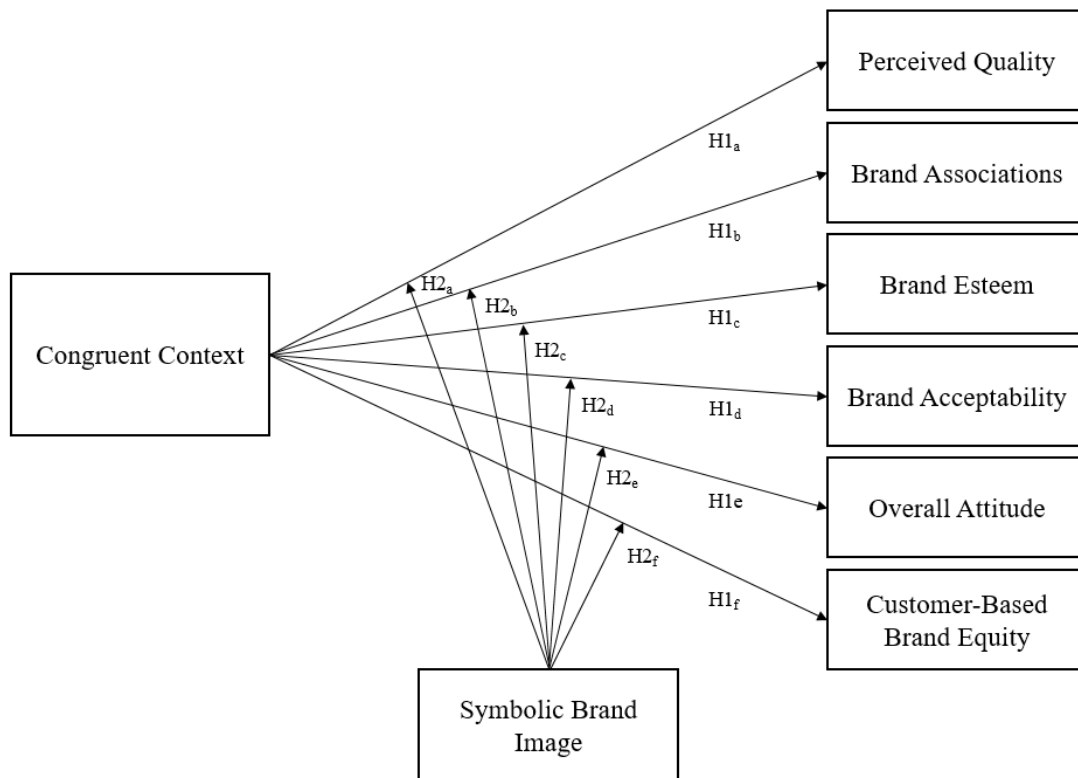 Perceived Quality
H1a
Brand Associations
H1b
Congruent Context
H2a
H2b
Brand Esteem
H1c
H2c
Brand Acceptability
H1d
H2d
H2e
Overall Attitude
H1e
H2f
H1f
Customer-Based
Brand Equity
Symbolic Brand
Image